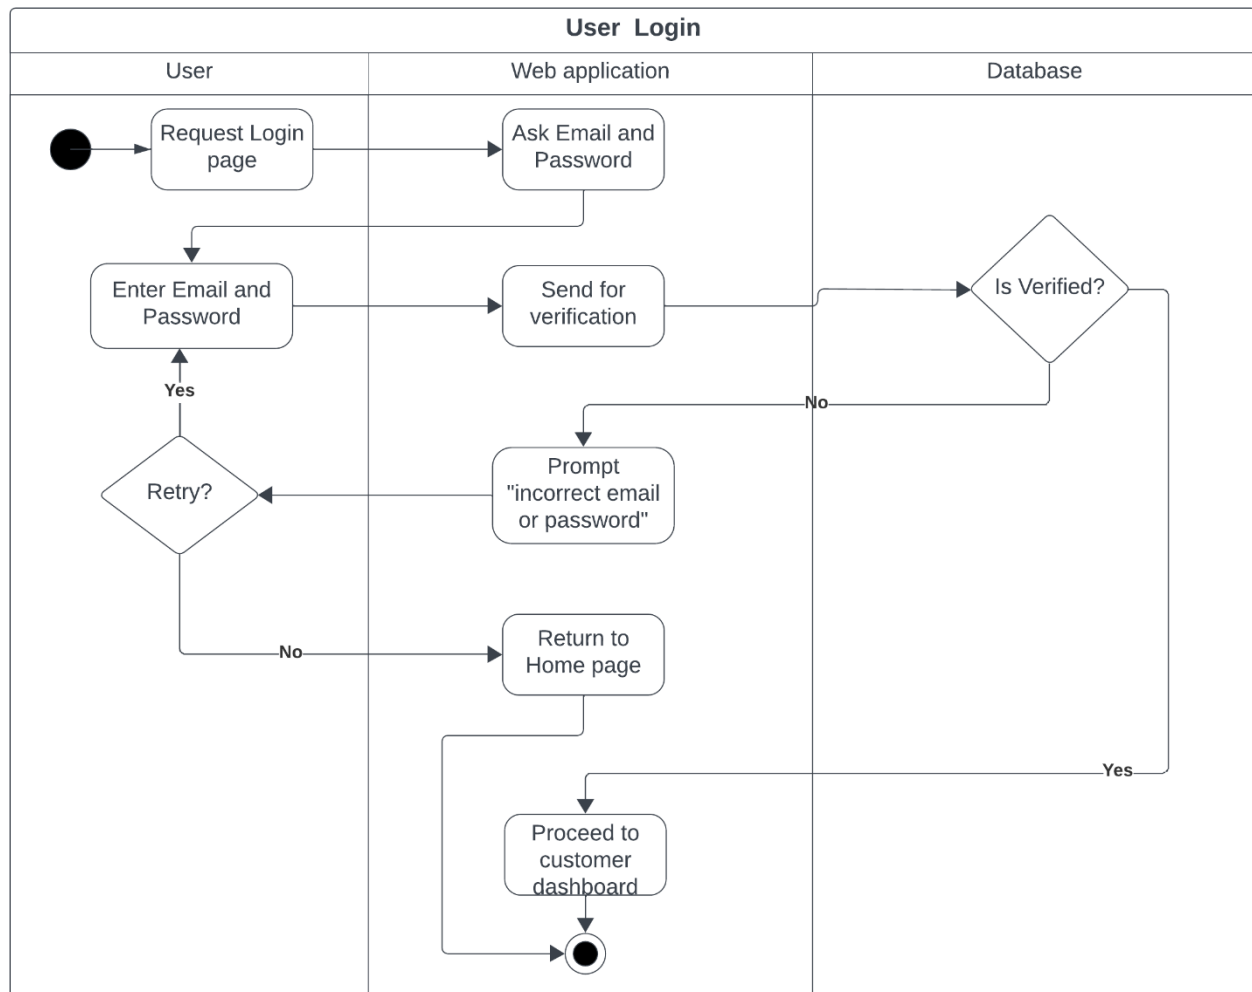 User Login
User
Web application
Database
Request Login
page
Ask Email and
Password
Enter Email and
Password
Send for
verification
Is Verified?
Yes
No
Retry?
Prompt
"incorrect email
or password"
No
Return to
Home page
Yes
Proceed to
customer
dashboard